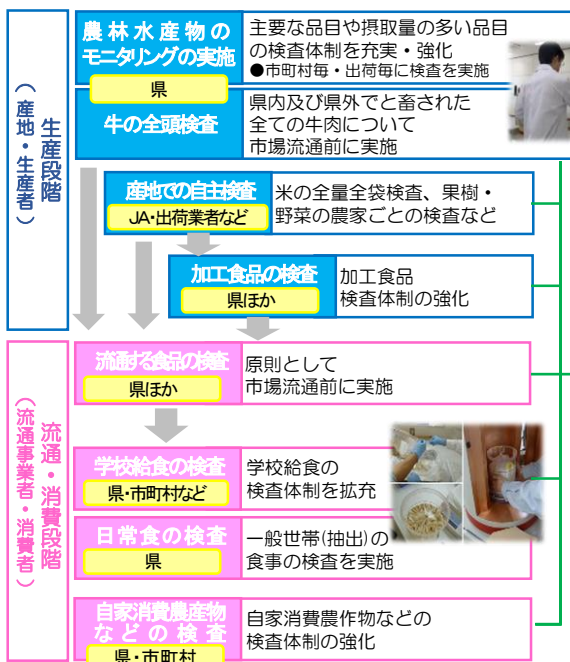 生産段階
（産地・生産者）
農林水産物の
モニタリングの実施
県
牛の全頭検査
主要な品目や摂取量の多い品目
の検査体制を充実・強化
●市町村毎・出荷毎に検査を実施
県内及び県外でと畜された
全ての牛肉について
市場流通前に実施
産地での自主検査
JA・出荷業者など
米の全量全袋検査、果樹・
野菜の農家ごとの検査など
加工食品の検査
県ほか
加工食品
検査体制の強化
流通・消費段階
（流通事業者・消費者）
流通する食品の検査
県ほか
原則として
市場流通前に実施
学校給食の検査
県・市町村など
学校給食の
検査体制を拡充
日常食の検査
県
一般世帯(抽出)の
食事の検査を実施
自家消費農産物
などの検査
県・市町村
自家消費農作物などの
検査体制の強化